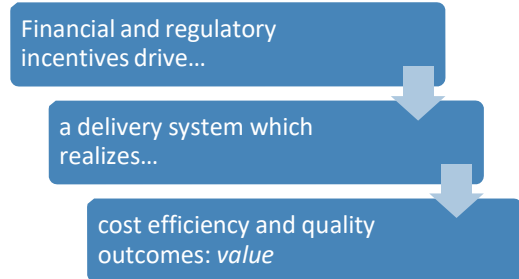 Financial and regulatory
incentives drive…
a delivery system which
realizes…
cost efficiency and quality
outcomes: value